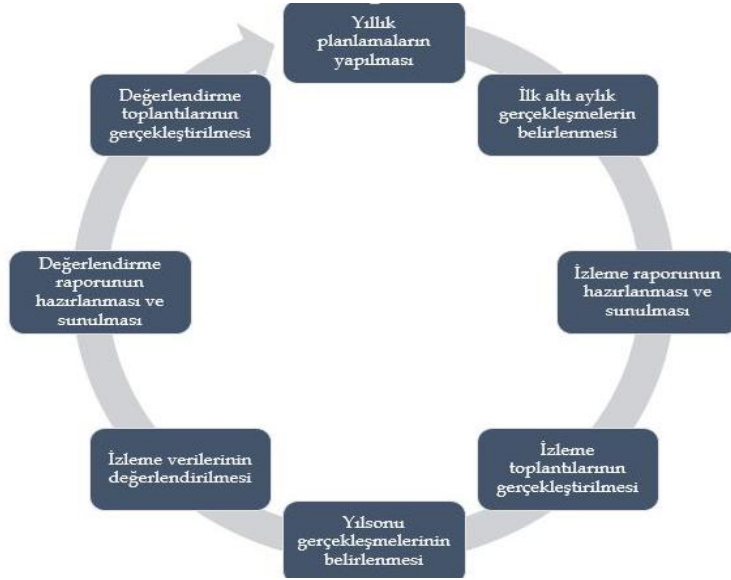 Yıllık
planlamaların
yapılması
İlk altı aylık
gerçekleşmelerin
belirlenmesi
İzleme raporunun
hazırlanması ve
sunulması
İzleme
toplantılarının
gerçekleştirilmesi
Yılsonu
gerçekleşmelerinin
belirlenmesi
İzleme verilerinin
değerlendirilmesi
Değerlendirme
raporunun
hazırlanması ve
sunulması
Değerlendirme
toplantılarının
gerçekleştirilmesi